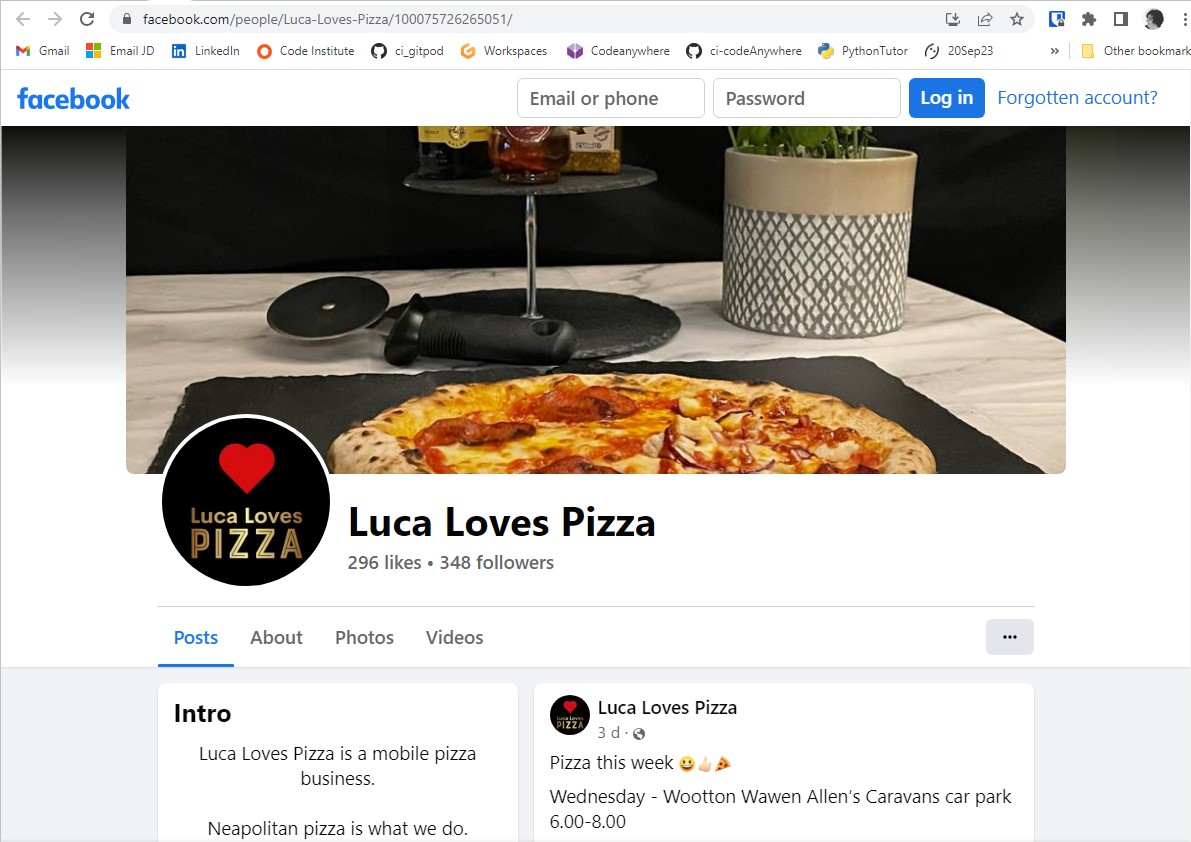 facebook.com/people/Luca-Loves-Pizza/100075726265051/
Gmail
Email JD
LinkedIn
Code Institute
ci_gitpod
Workspaces
Codeanywhere
ci-codeAnywhere
PythonTutor
20Sep23
»
Other bookmark
facebook
Email or phone
Password
Log in
Forgotten account?
Luca Loves
PIZZA
Luca Loves Pizza
296 likes • 348 followers
Posts
About
Photos
Videos
Intro
Luca Loves Pizza is a mobile pizza
business.
Neapolitan pizza is what we do.
Luca Loves
PIZZA
Luca Loves Pizza
3 d ·
Pizza this week 😀👍🏻🍕
Wednesday - Wootton Wawen Allen’s Caravans car park
6.00-8.00